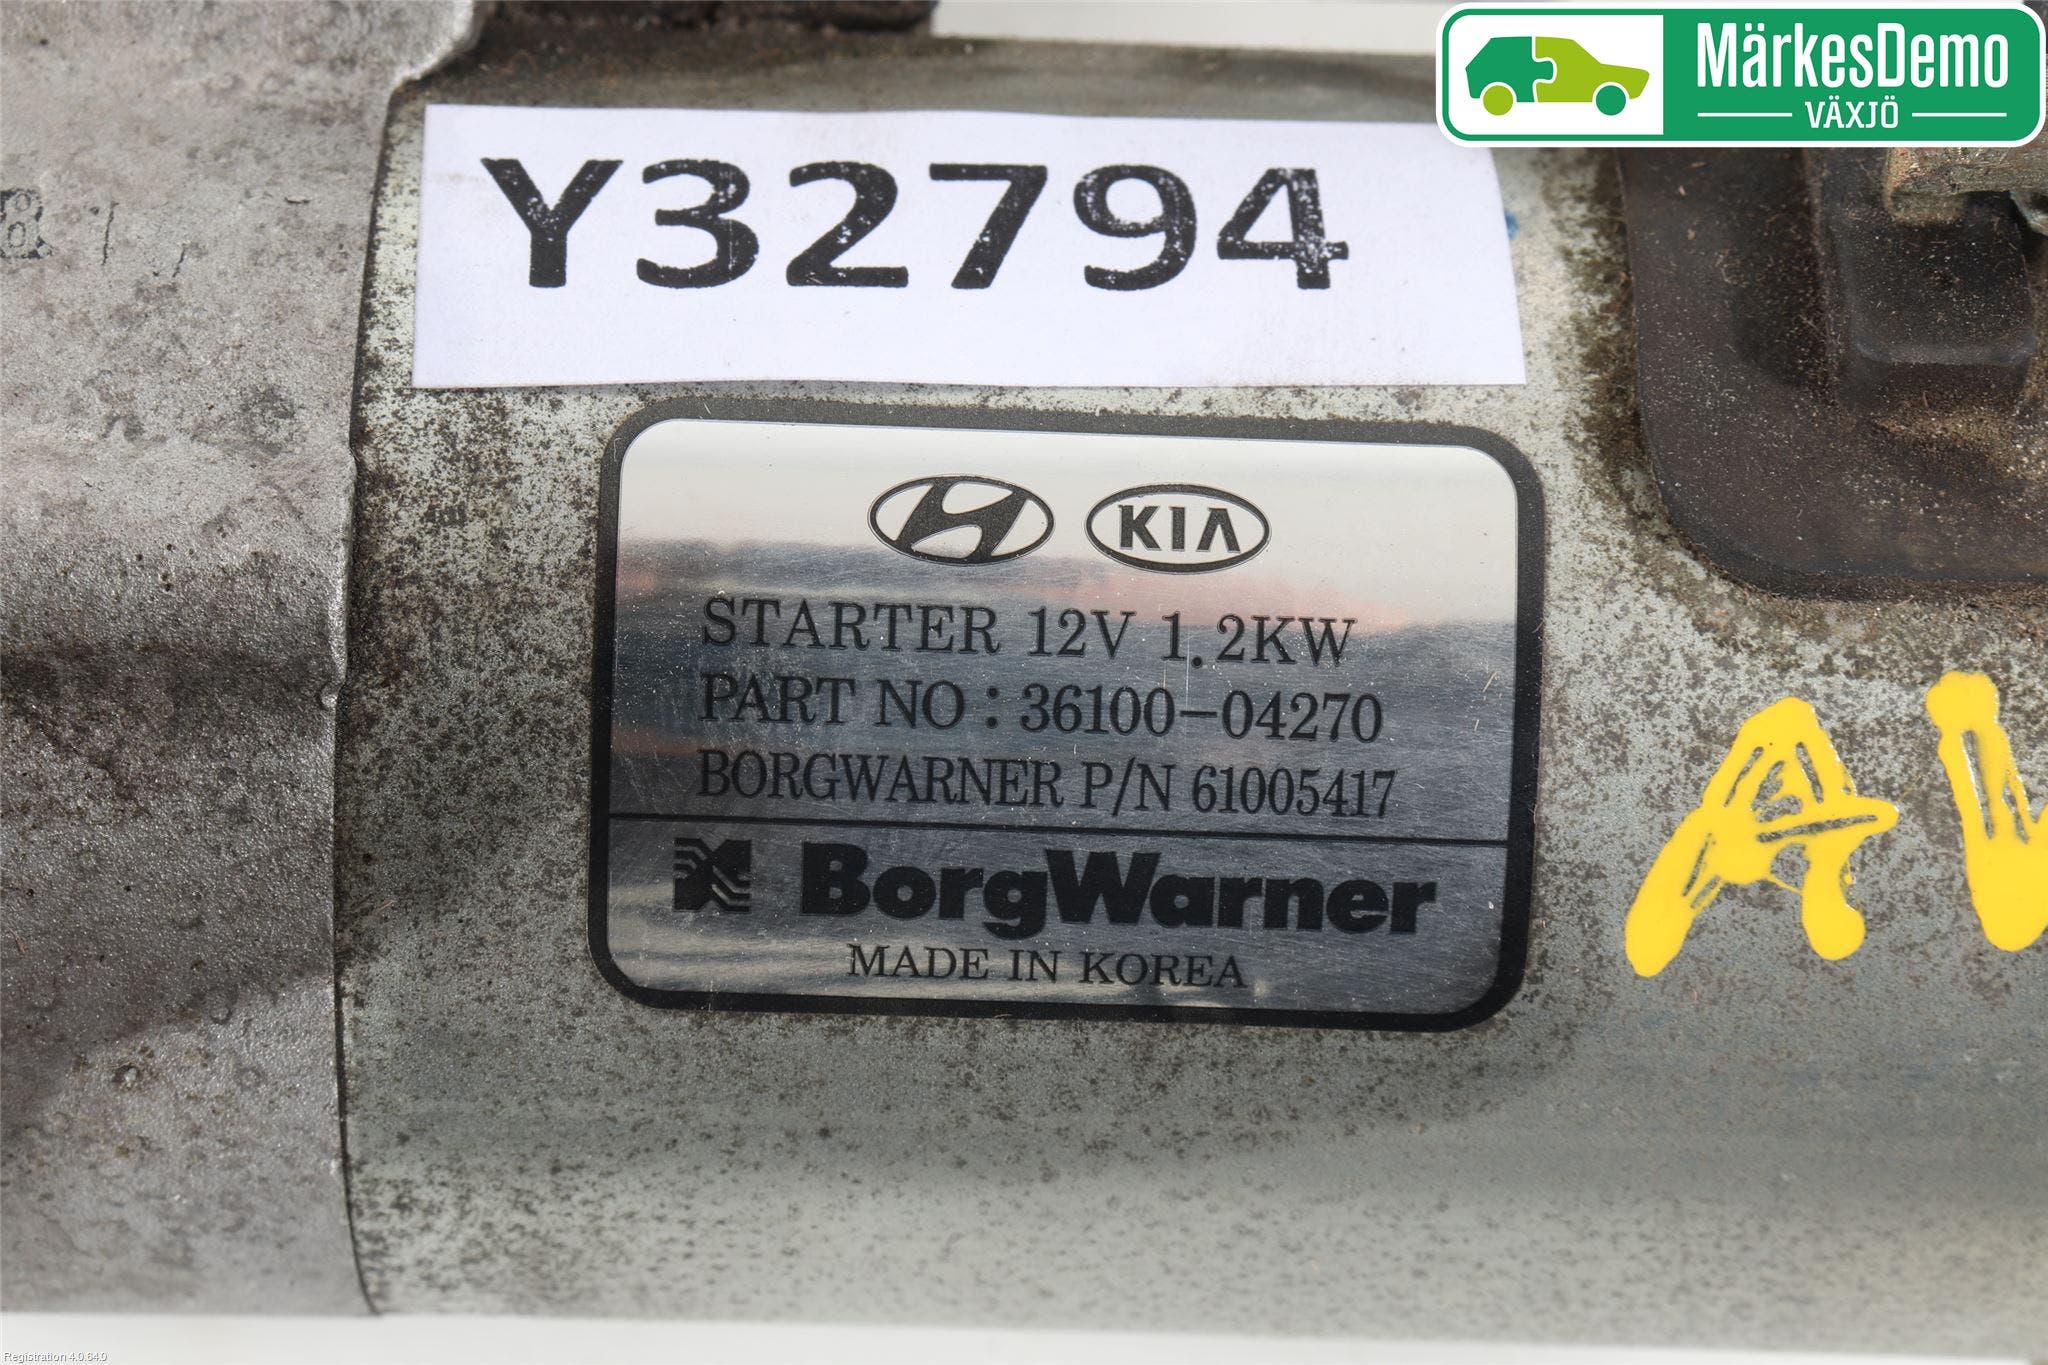 MärkesDemo
VÄXJÖ
Y32794
KIA
STARTER 12V 1.2KW
PART NO : 36100-04270
BORGWARNER P/N 61005417
BorgWarner
MADE IN KOREA
Registration 4.0.64.0